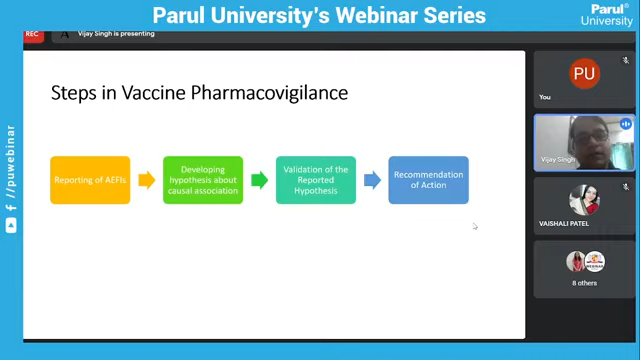 Parul University's Webinar Series
Parul®
University
REC
A
Vijay Singh is presenting
Steps in Vaccine Pharmacovigilance
Reporting of AEFIs
Developing
hypothesis about
causal association
Validation of the
Reported
Hypothesis
Recommendation
of Action
PU
You
Vijay Singh
VAISHALI PATEL
8 others
/puwebinar